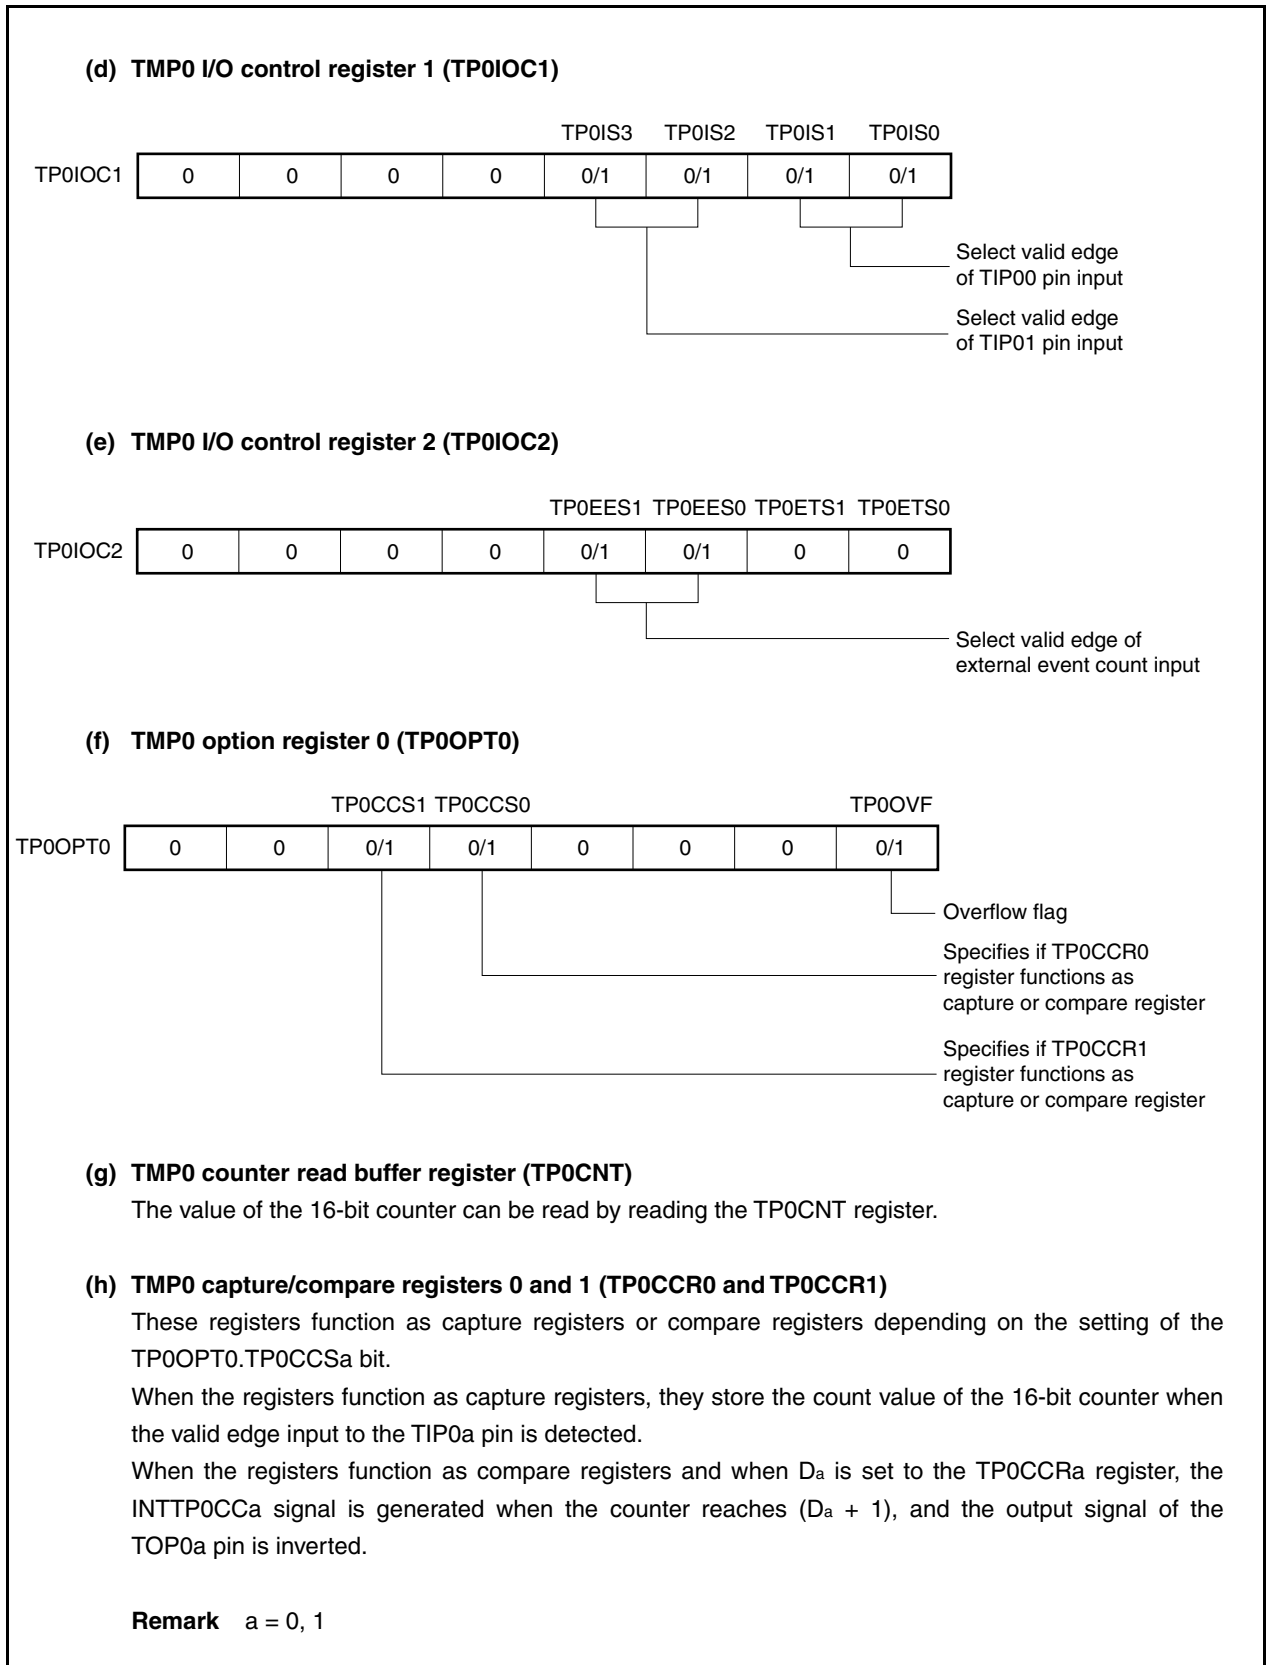 (d) TMP0 I/O control register 1 (TP0IOC1)
TP0IS3 TP0IS2 TP0IS1 TP0IS0
TP0IOC1 0 0 0 0 0/1 0/1 0/1 0/1
Select valid edge
of TIP00 pin input
Select valid edge
of TIP01 pin input
(e) TMP0 I/O control register 2 (TP0IOC2)
TP0EES1 TP0EES0 TP0ETS1 TP0ETS0
TP0IOC2 0 0 0 0 0/1 0/1 0 0
Select valid edge of
external event count input
(f) TMP0 option register 0 (TP0OPT0)
TP0CCS1 TP0CCS0 TP0OVF
TP0OPT0 0 0 0/1 0/1 0 0 0 0/1
Overflow flag
Specifies if TP0CCR0
register functions as
capture or compare register
Specifies if TP0CCR1
register functions as
capture or compare register
(g) TMP0 counter read buffer register (TP0CNT)
The value of the 16-bit counter can be read by reading the TP0CNT register.
(h) TMP0 capture/compare registers 0 and 1 (TP0CCR0 and TP0CCR1)
These registers function as capture registers or compare registers depending on the setting of the
TP0OPT0.TP0CCSa bit.
When the registers function as capture registers, they store the count value of the 16-bit counter when
the valid edge input to the TIP0a pin is detected.
When the registers function as compare registers and when Da is set to the TP0CCRa register, the
INTTP0CCa signal is generated when the counter reaches (Da + 1), and the output signal of the
TOP0a pin is inverted.
Remark a = 0, 1